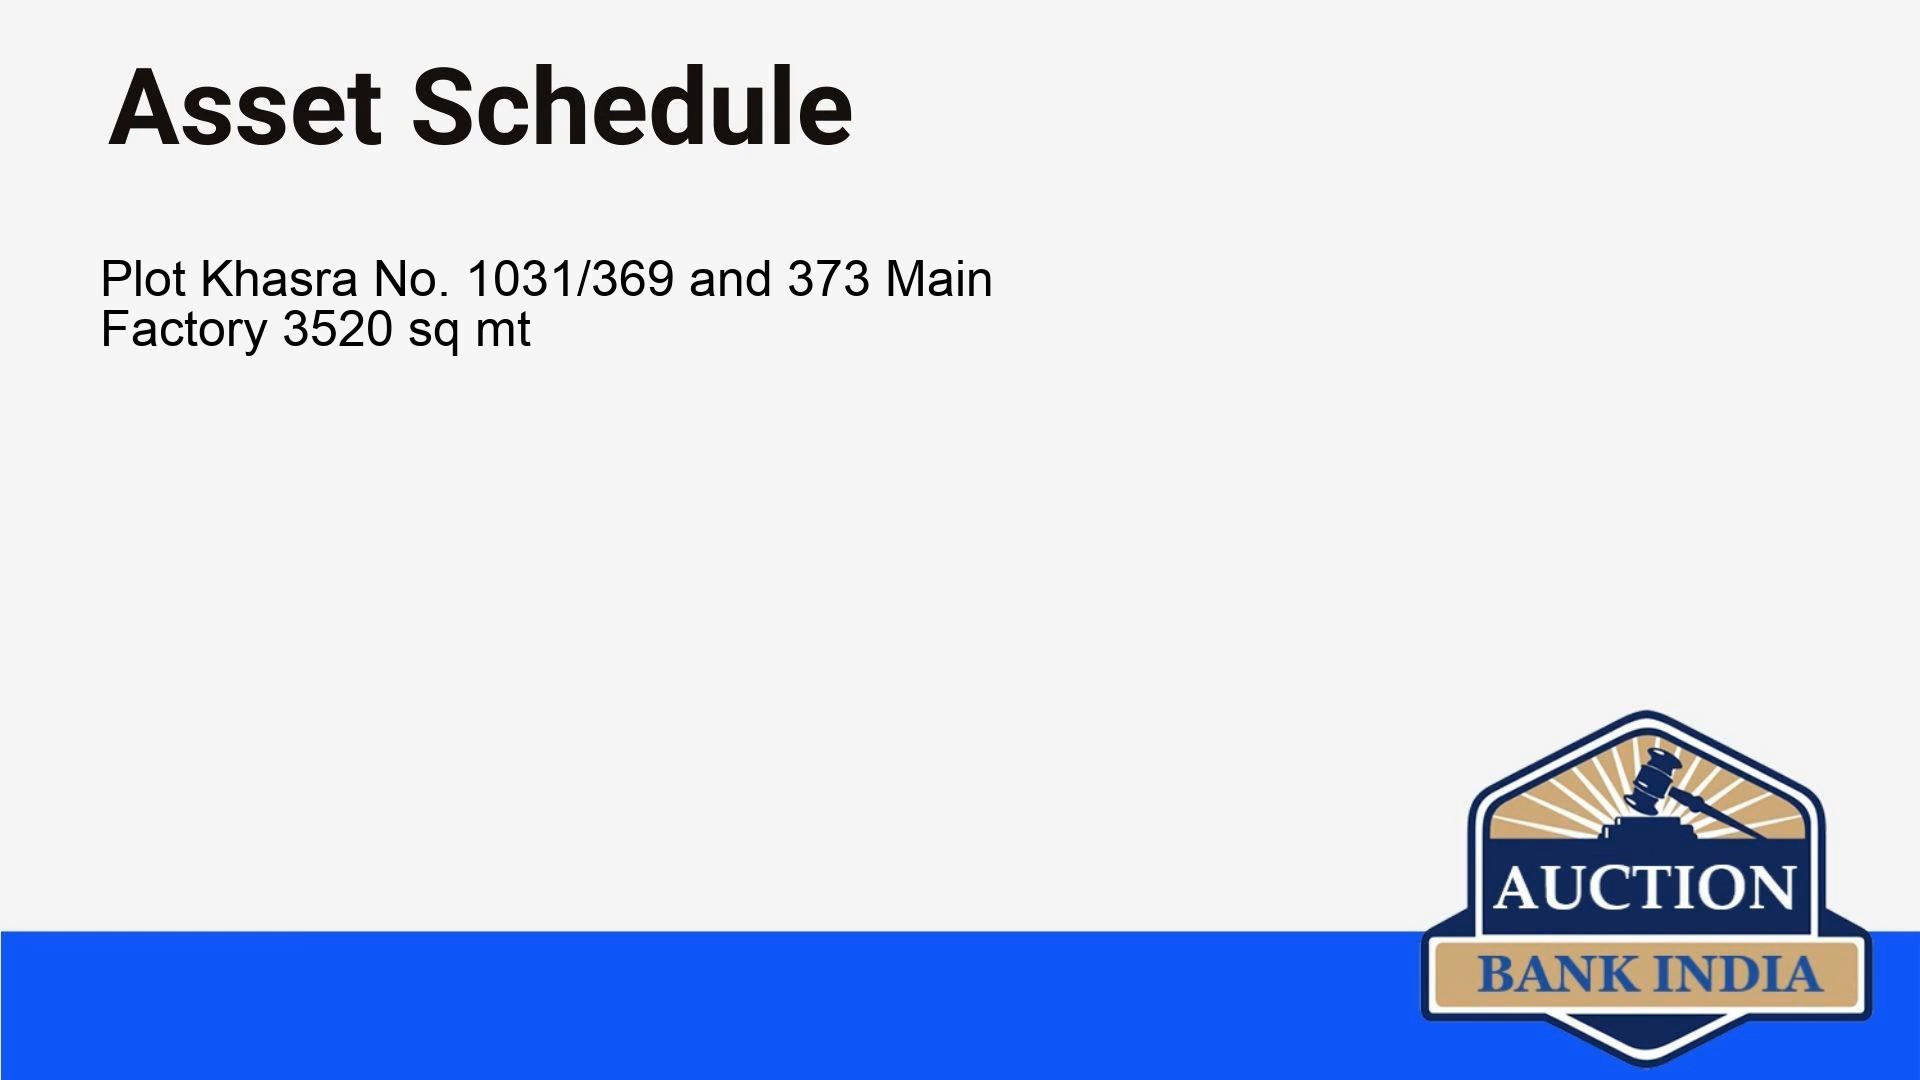 Asset Schedule
Plot Khasra No. 1031/369 and 373 Main
Factory 3520 sq mt
AUCTION
BANK INDIA